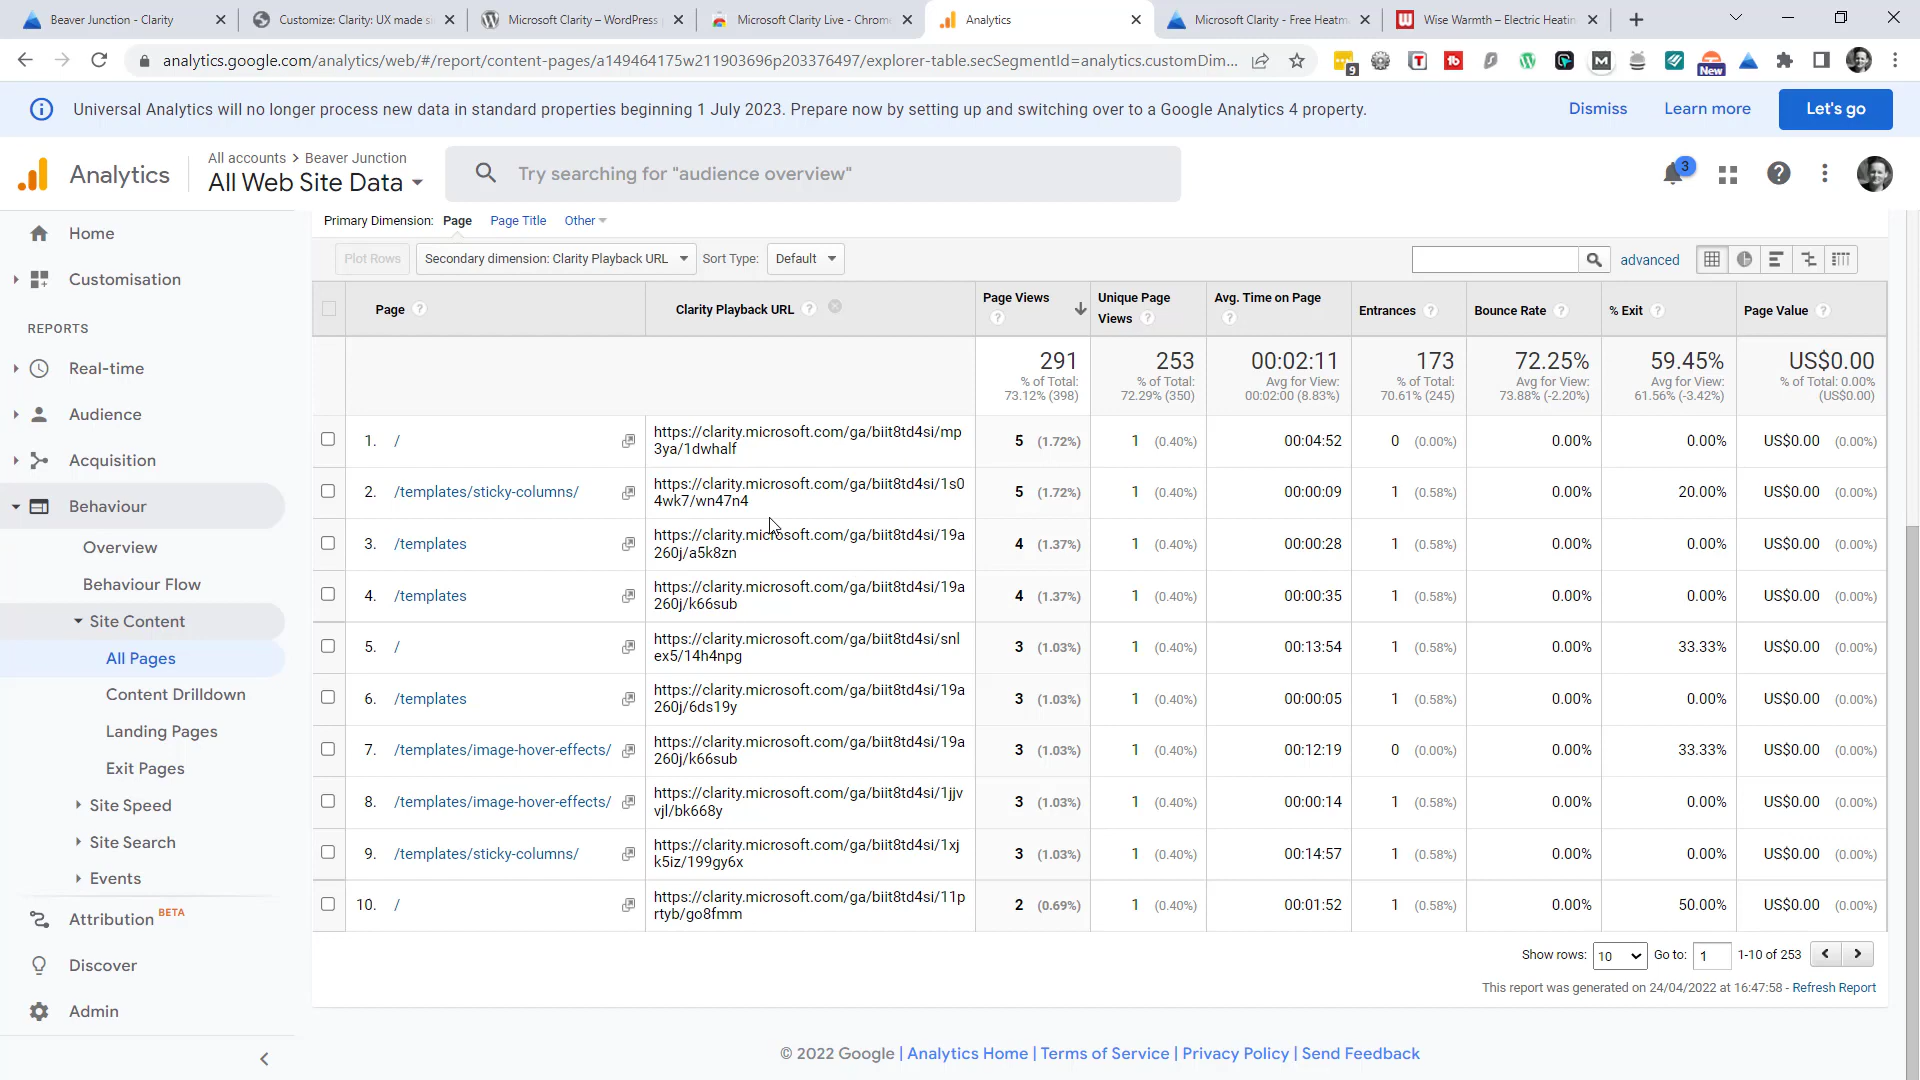 Beaver Junction - Clarity
Customize: Clarity: UX made s
Microsoft Clarity – WordPress
Microsoft Clarity Live - Chrom
Analytics
Microsoft Clarity - Free Heatm
Wise Warmth – Electric Heatin
analytics.google.com/analytics/web/#/report/content-pages/a149464175w211903696p203376497/explorer-table.secSegmentId=analytics.customDim...
9
New
Universal Analytics will no longer process new data in standard properties beginning 1 July 2023. Prepare now by setting up and switching over to a Google Analytics 4 property.
Dismiss
Learn more
Let's go
Analytics
All accounts > Beaver Junction
All Web Site Data
Try searching for "audience overview"
3
Home
Customisation
REPORTS
Real-time
Audience
Acquisition
Behaviour
Overview
Behaviour Flow
Site Content
All Pages
Content Drilldown
Landing Pages
Exit Pages
Site Speed
Site Search
Events
Attribution BETA
Discover
Admin
Primary Dimension: Page Page Title Other
Plot Rows Secondary dimension: Clarity Playback URL Sort Type: Default advanced
Page Clarity Playback URL Page Views Unique Page Views Avg. Time on Page Entrances Bounce Rate % Exit Page Value
291 253 00:02:11 173 72.25% 59.45% US$0.00
% of Total: % of Total: Avg for View: % of Total: Avg for View: Avg for View: % of Total: 0.00%
73.12% (398) 72.29% (350) 00:02:00 (8.83%) 70.61% (245) 73.88% (-2.20%) 61.56% (-3.42%) (US$0.00)
1. / https://clarity.microsoft.com/ga/biit8td4si/mp
3ya/1dwhalf 5 (1.72%) 1 (0.40%) 00:04:52 0 (0.00%) 0.00% 0.00% US$0.00 (0.00%)
2. /templates/sticky-columns/ https://clarity.microsoft.com/ga/biit8td4si/1s0
4wk7/wn47n4 5 (1.72%) 1 (0.40%) 00:00:09 1 (0.58%) 0.00% 20.00% US$0.00 (0.00%)
3. /templates https://clarity.microsoft.com/ga/biit8td4si/19a
260j/a5k8zn 4 (1.37%) 1 (0.40%) 00:00:28 1 (0.58%) 0.00% 0.00% US$0.00 (0.00%)
4. /templates https://clarity.microsoft.com/ga/biit8td4si/19a
260j/k66sub 4 (1.37%) 1 (0.40%) 00:00:35 1 (0.58%) 0.00% 0.00% US$0.00 (0.00%)
5. / https://clarity.microsoft.com/ga/biit8td4si/snl
ex5/14h4npg 3 (1.03%) 1 (0.40%) 00:13:54 1 (0.58%) 0.00% 33.33% US$0.00 (0.00%)
6. /templates https://clarity.microsoft.com/ga/biit8td4si/19a
260j/6ds19y 3 (1.03%) 1 (0.40%) 00:00:05 1 (0.58%) 0.00% 0.00% US$0.00 (0.00%)
7. /templates/image-hover-effects/ https://clarity.microsoft.com/ga/biit8td4si/19a
260j/k66sub 3 (1.03%) 1 (0.40%) 00:12:19 0 (0.00%) 0.00% 33.33% US$0.00 (0.00%)
8. /templates/image-hover-effects/ https://clarity.microsoft.com/ga/biit8td4si/1jjv
vjl/bk668y 3 (1.03%) 1 (0.40%) 00:00:14 1 (0.58%) 0.00% 0.00% US$0.00 (0.00%)
9. /templates/sticky-columns/ https://clarity.microsoft.com/ga/biit8td4si/1xj
k5iz/199gy6x 3 (1.03%) 1 (0.40%) 00:14:57 1 (0.58%) 0.00% 0.00% US$0.00 (0.00%)
10. / https://clarity.microsoft.com/ga/biit8td4si/11p
rtyb/go8fmm 2 (0.69%) 1 (0.40%) 00:01:52 1 (0.58%) 0.00% 50.00% US$0.00 (0.00%)
Show rows: 10 Go to: 1 1-10 of 253
This report was generated on 24/04/2022 at 16:47:58 - Refresh Report
© 2022 Google | Analytics Home | Terms of Service | Privacy Policy | Send Feedback